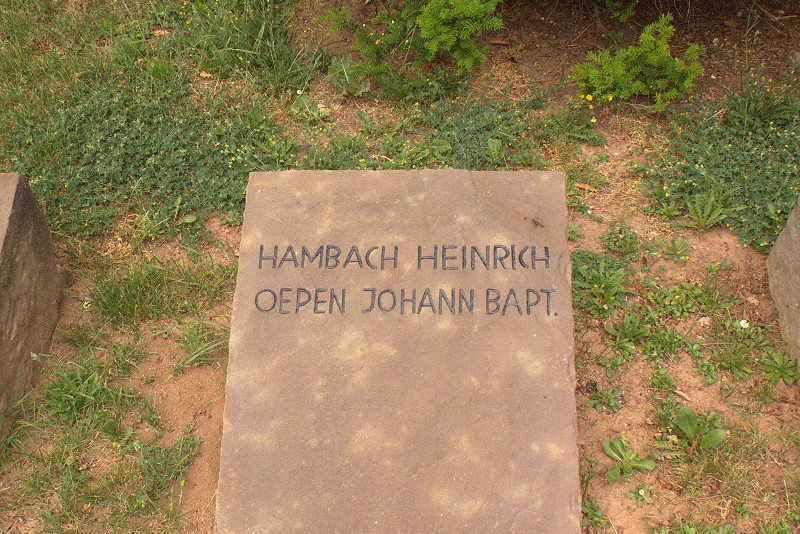 HAMBACH HEINRICH
OEPEN JOHANN BAPT.